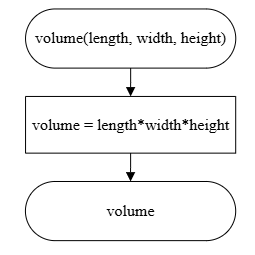 volume(length, width, height)
volume = length*width*height
volume